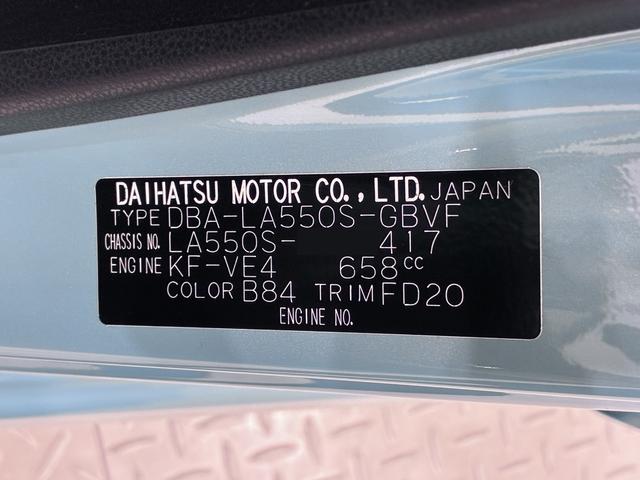 DAIHATSU MOTOR CO., LTD. JAPAN
TYPE DBA-LA550S-GBVF
CHASSIS NO. LA550S- 417
ENGINE KF-VE4 658CC
COLOR B84 TRIM FD20
ENGINE NO.